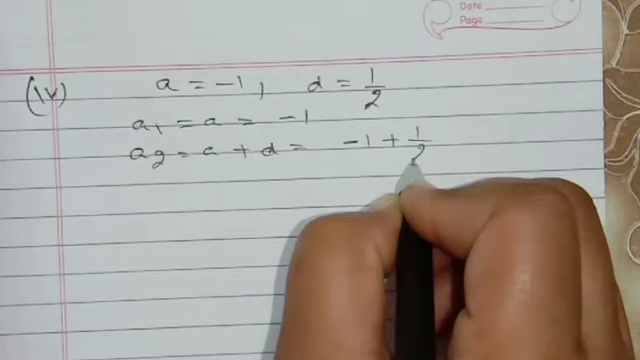 Date
Page
(iv) a = -1, d = 1/2
a₁ = a = -1
a₂ = a + d = -1 + 1/2